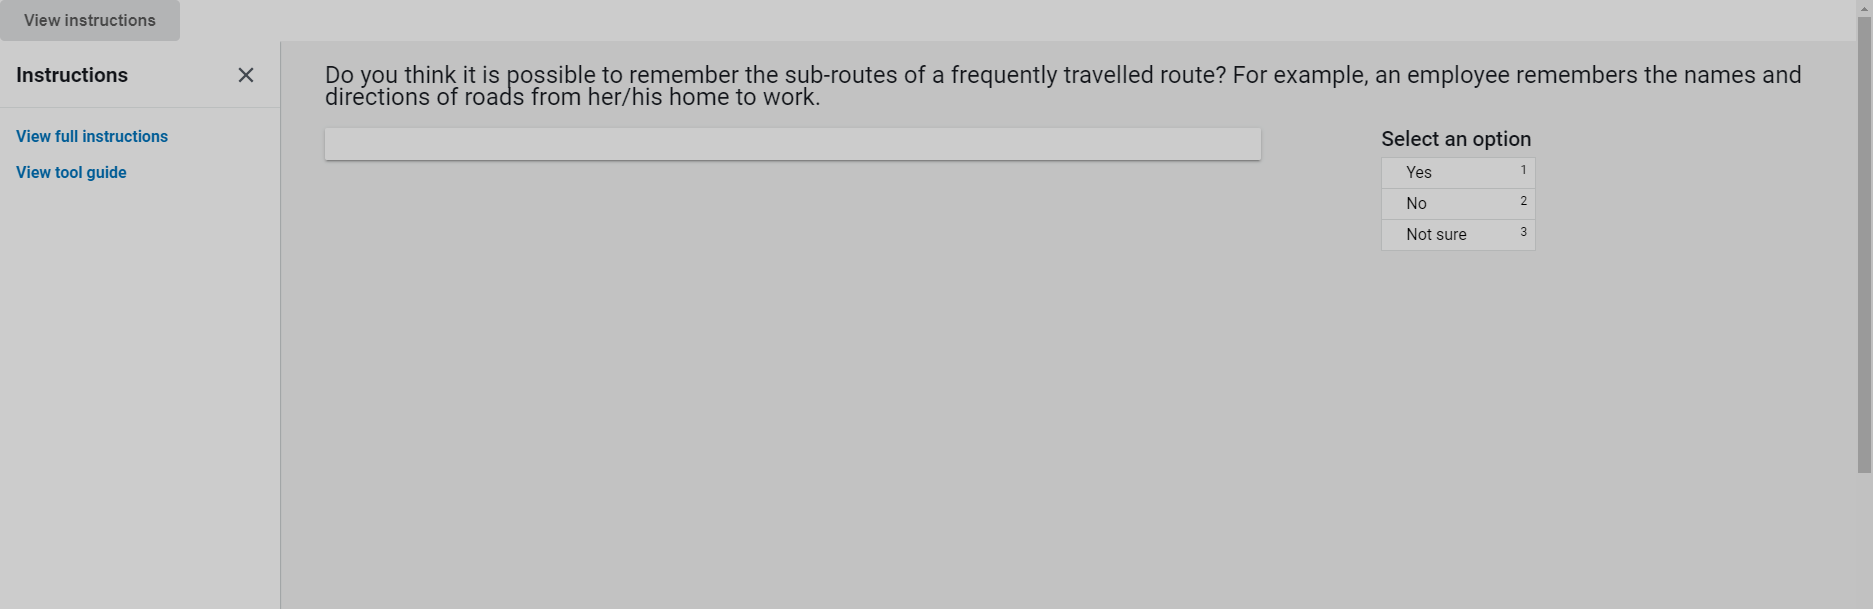 View instructions
Instructions
View full instructions
View tool guide
Do you think it is possible to remember the sub-routes of a frequently travelled route? For example, an employee remembers the names and
directions of roads from her/his home to work.
Select an option
Yes 1
No 2
Not sure 3